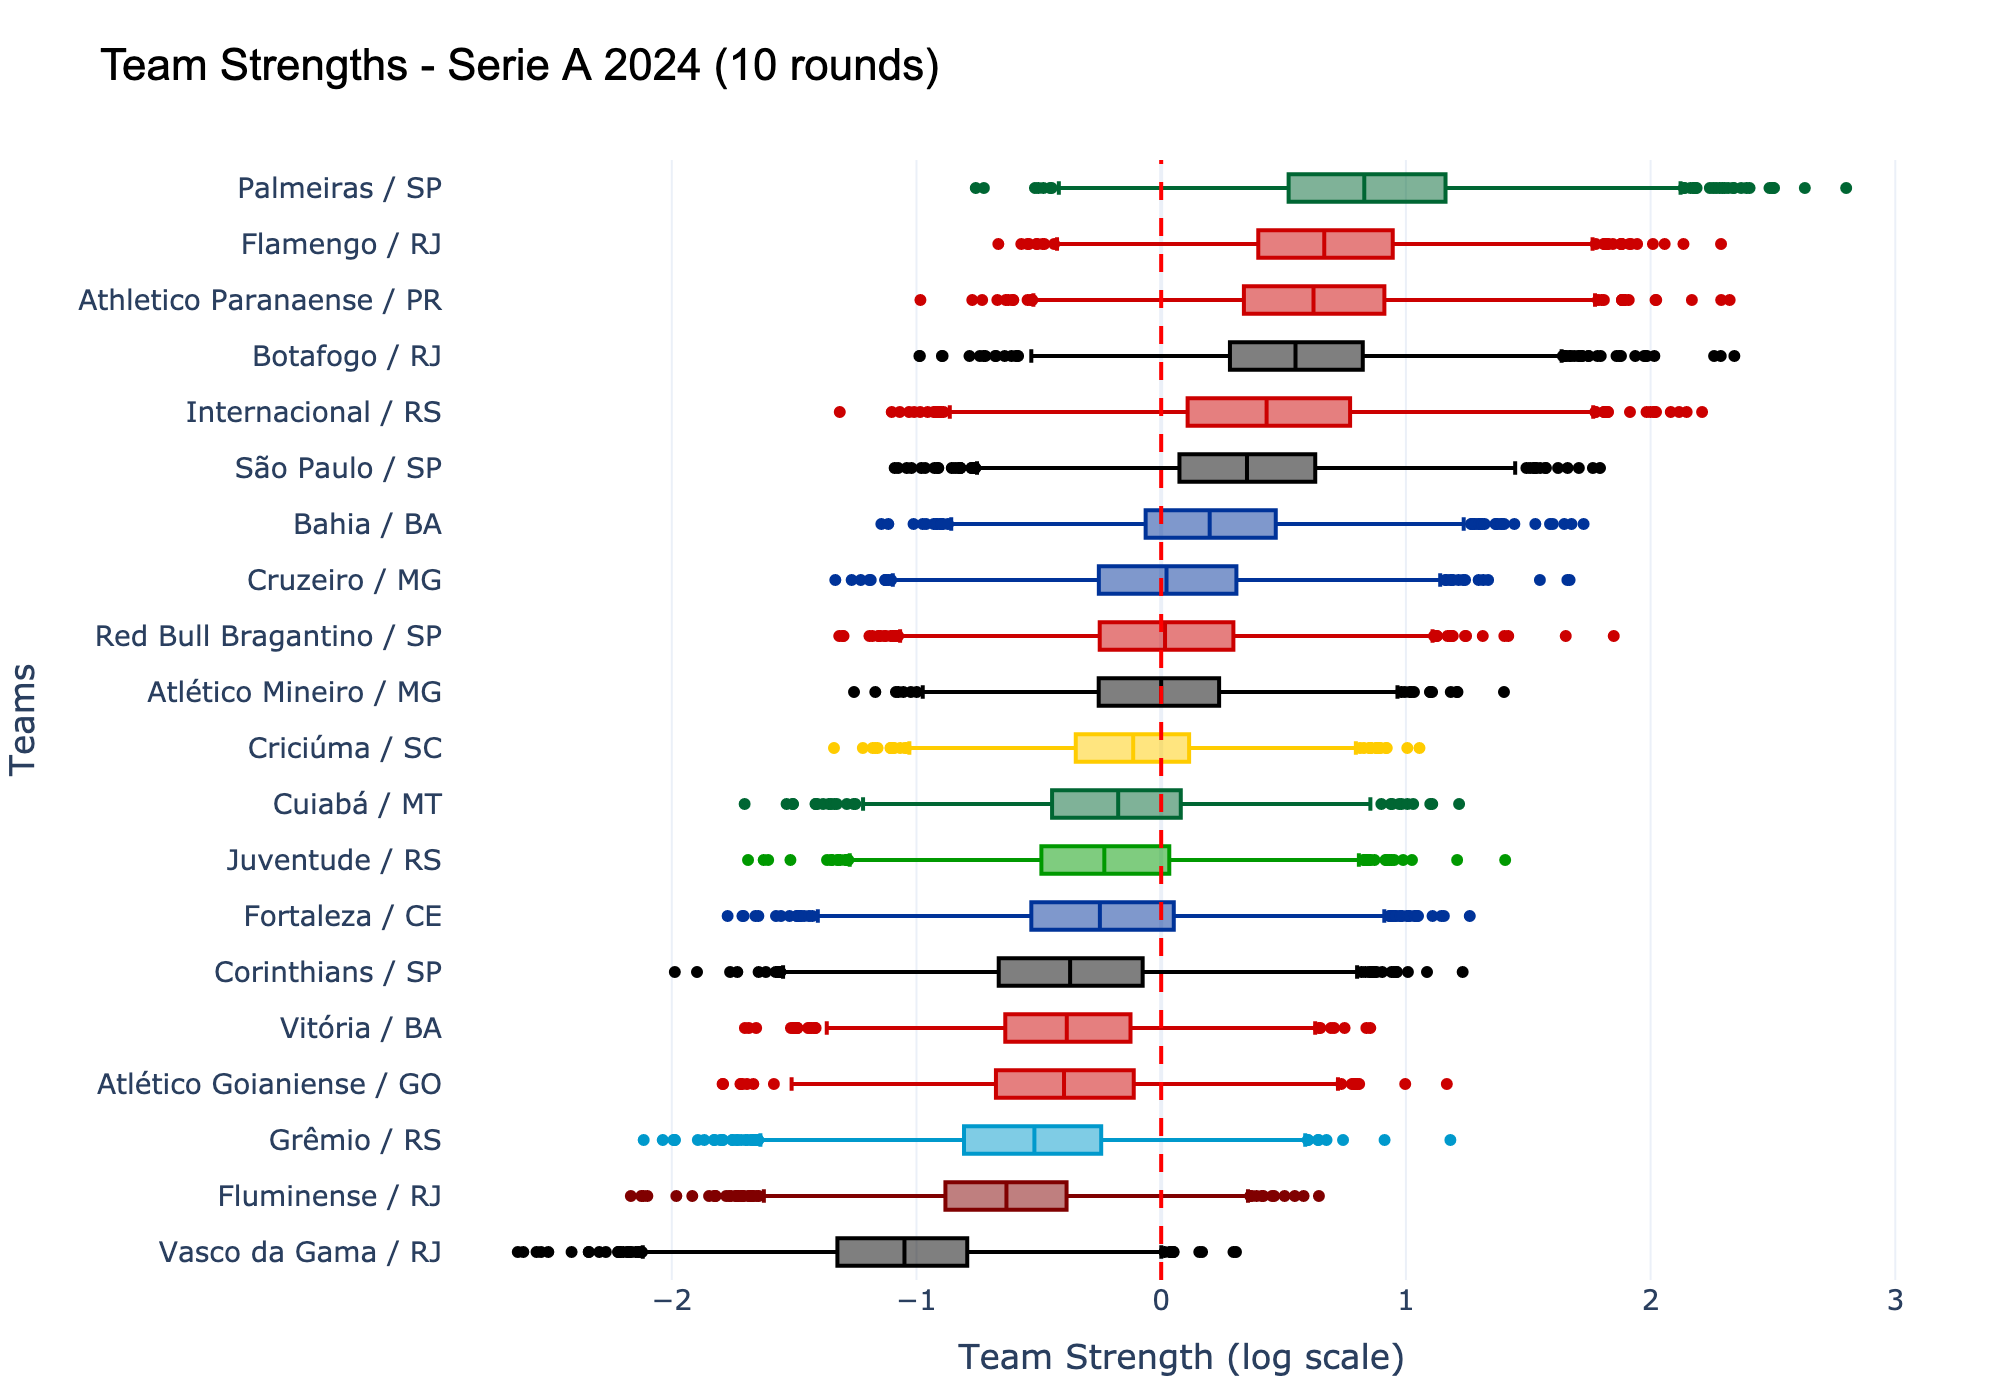 Team Strengths - Serie A 2024 (10 rounds)
Palmeiras / SP
Flamengo / RJ
Athletico Paranaense / PR
Botafogo / RJ
Internacional / RS
São Paulo / SP
Bahia / BA
Cruzeiro / MG
Red Bull Bragantino / SP
Atlético Mineiro / MG
Criciúma / SC
Cuiabá / MT
Juventude / RS
Fortaleza / CE
Corinthians / SP
Vitória / BA
Atlético Goianiense / GO
Grêmio / RS
Fluminense / RJ
Vasco da Gama / RJ
Teams
−2 −1 0 1 2 3
Team Strength (log scale)